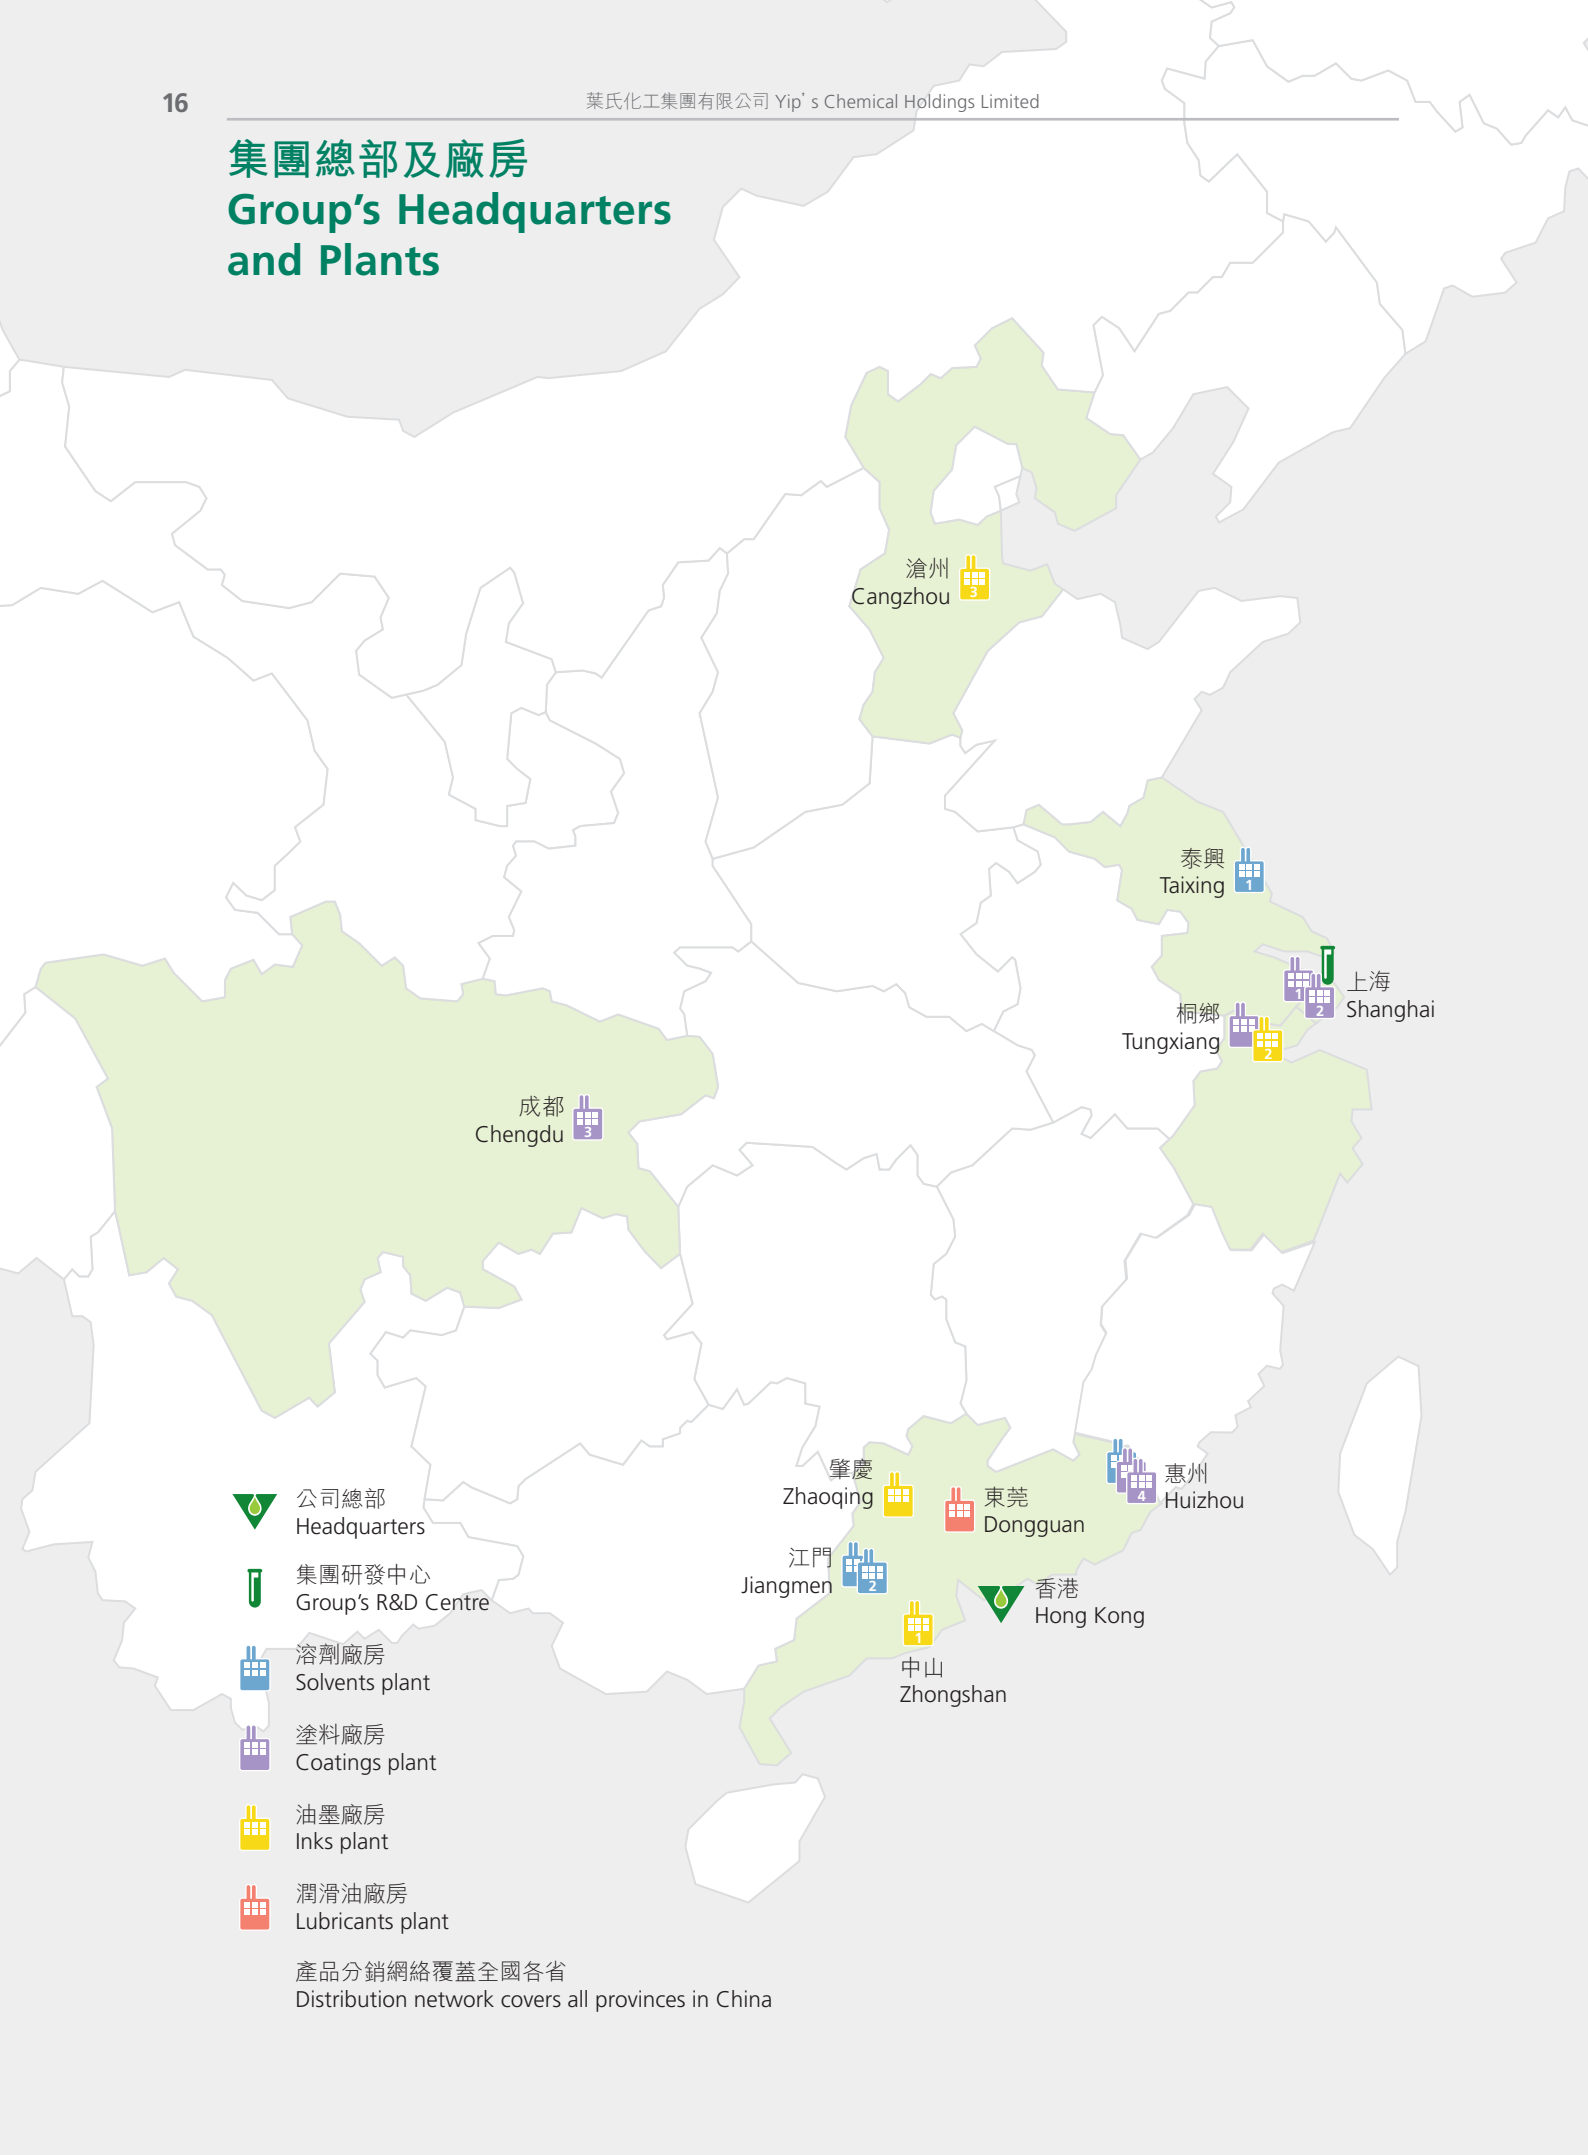 16
葉氏化工集團有限公司 Yip’s Chemical Holdings Limited
集團總部及廠房
Group’s Headquarters
and Plants
滄州
Cangzhou
3
泰興
Taixing
1
上海
Shanghai
1
2
桐鄉
Tungxiang
2
成都
Chengdu
3
肇慶
Zhaoqing
東莞
Dongguan
惠州
Huizhou
4
江門
Jiangmen
2
香港
Hong Kong
1
中山
Zhongshan
公司總部
Headquarters
集團研發中心
Group’s R&D Centre
溶劑廠房
Solvents plant
塗料廠房
Coatings plant
油墨廠房
Inks plant
潤滑油廠房
Lubricants plant
產品分銷網絡覆蓋全國各省
Distribution network covers all provinces in China